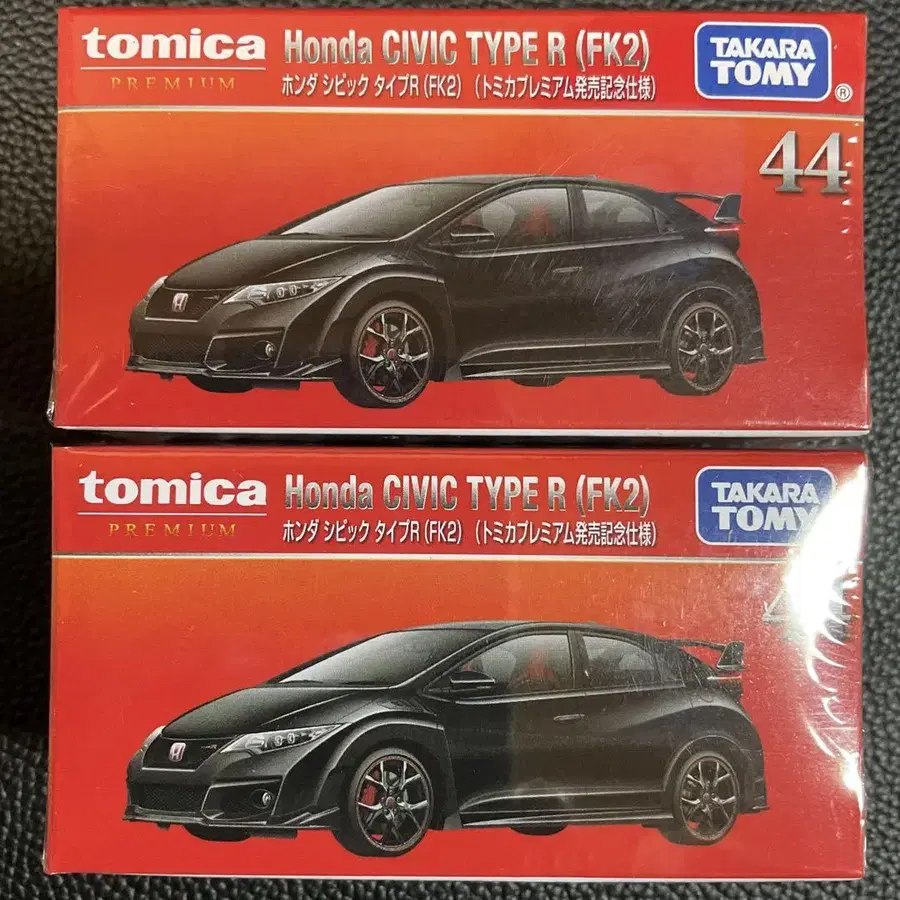 tomica
PREMIUM
Honda CIVIC TYPE R (FK2)
ホンダ シビック タイプR (FK2) (トミカプレミアム発売記念仕様)
TAKARA
TOMY
®
44
tomica
PREMIUM
Honda CIVIC TYPE R (FK2)
ホンダ シビック タイプR (FK2) (トミカプレミアム発売記念仕様)
TAKARA
TOMY